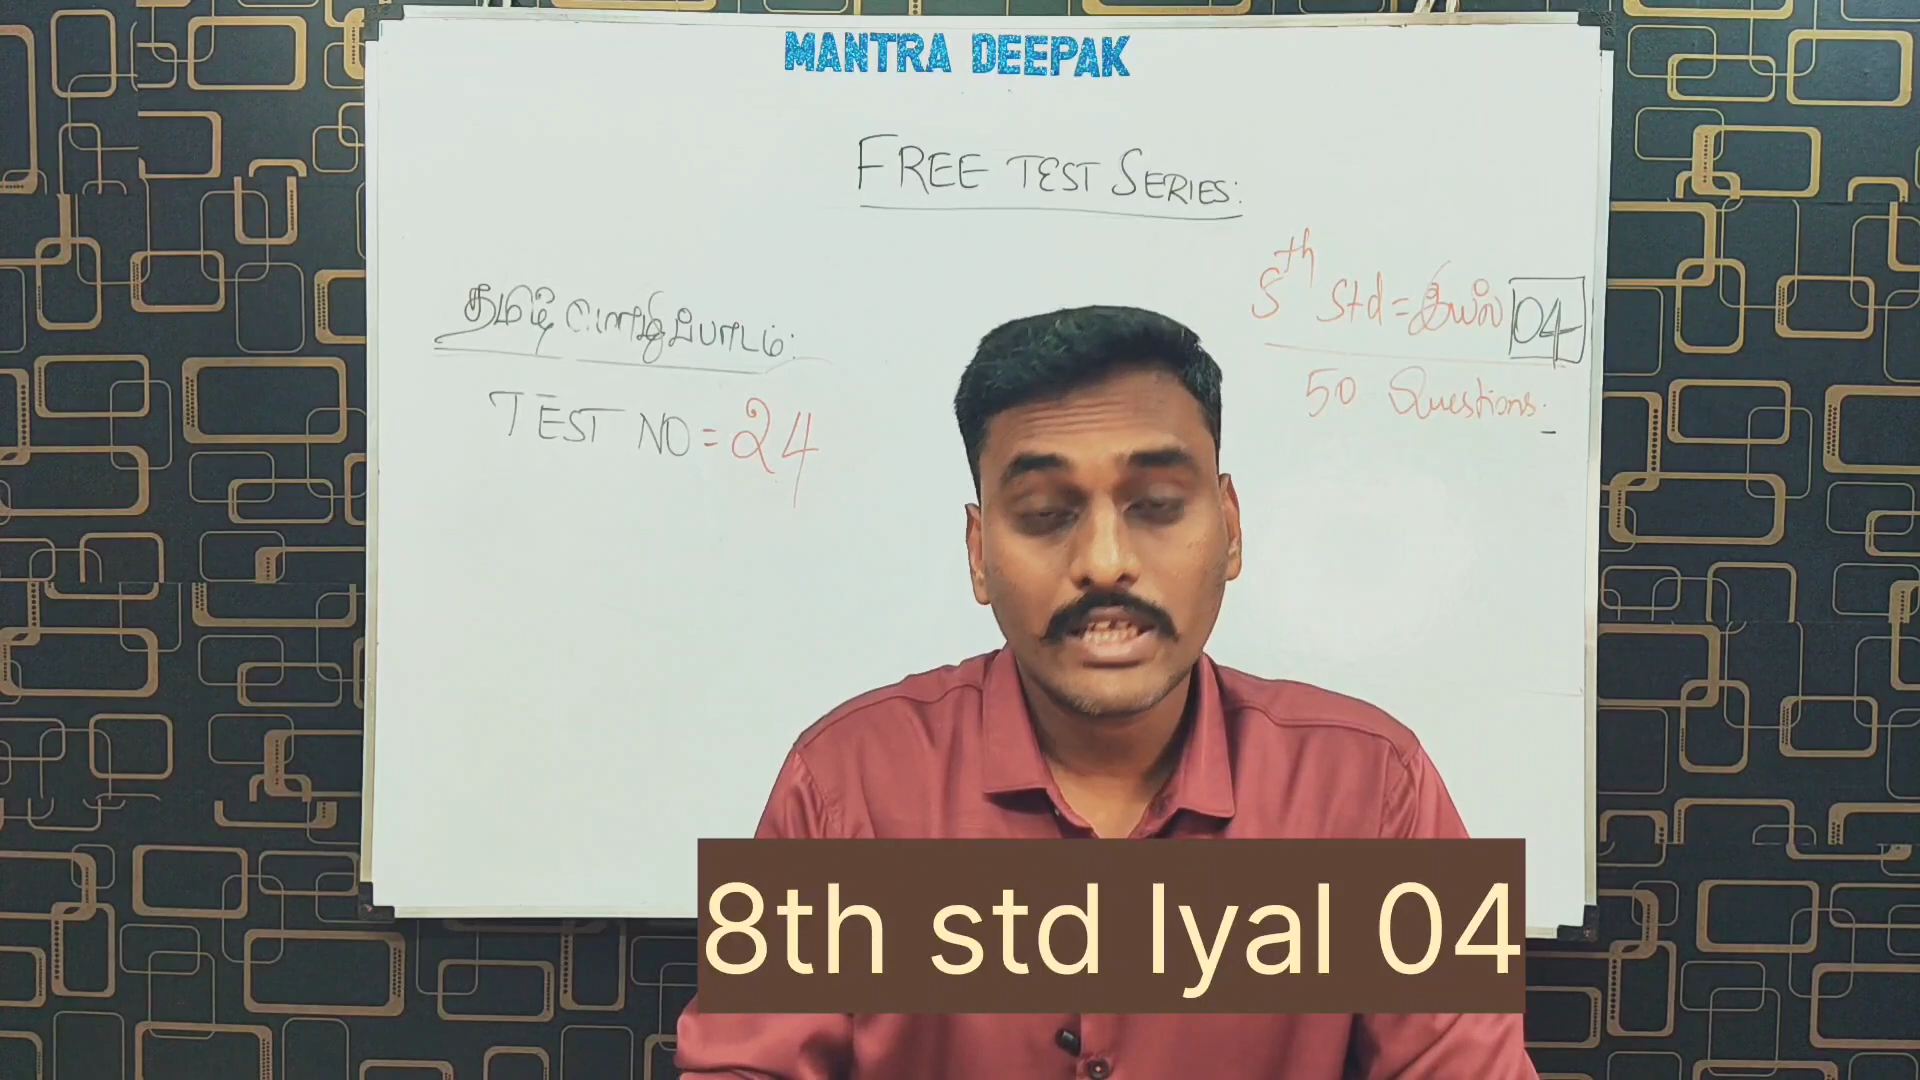 MANTRA DEEPAK
FREE TEST SERIES:
8th Std = இயல் 04
தமிழ் மொழிப்பாடம்:
50 Questions.
TEST NO = 24
8th std Iyal 04